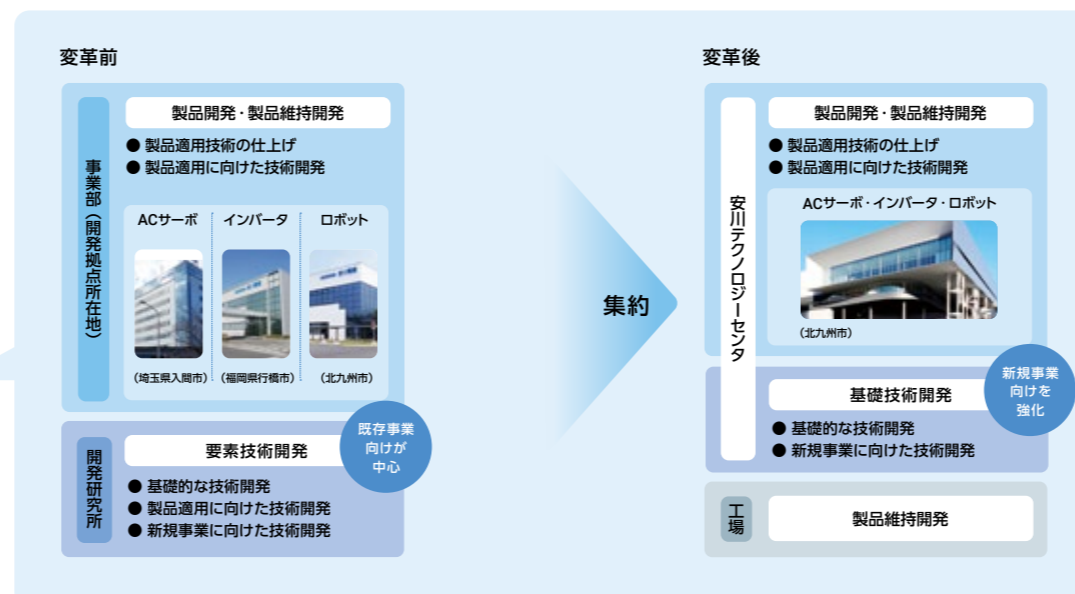 変革前
事業部（開発拠点所在地）
製品開発・製品維持開発
● 製品適用技術の仕上げ
● 製品適用に向けた技術開発
ACサーボ
インバータ
ロボット
（埼玉県入間市）
（福岡県行橋市）
（北九州市）
開発研究所
要素技術開発
既存事業
向けが
中心
● 基礎的な技術開発
● 製品適用に向けた技術開発
● 新規事業に向けた技術開発
集約
変革後
安川テクノロジーセンタ
製品開発・製品維持開発
● 製品適用技術の仕上げ
● 製品適用に向けた技術開発
ACサーボ・インバータ・ロボット
（北九州市）
基礎技術開発
新規事業
向けを
強化
● 基礎的な技術開発
● 新規事業に向けた技術開発
工場
製品維持開発